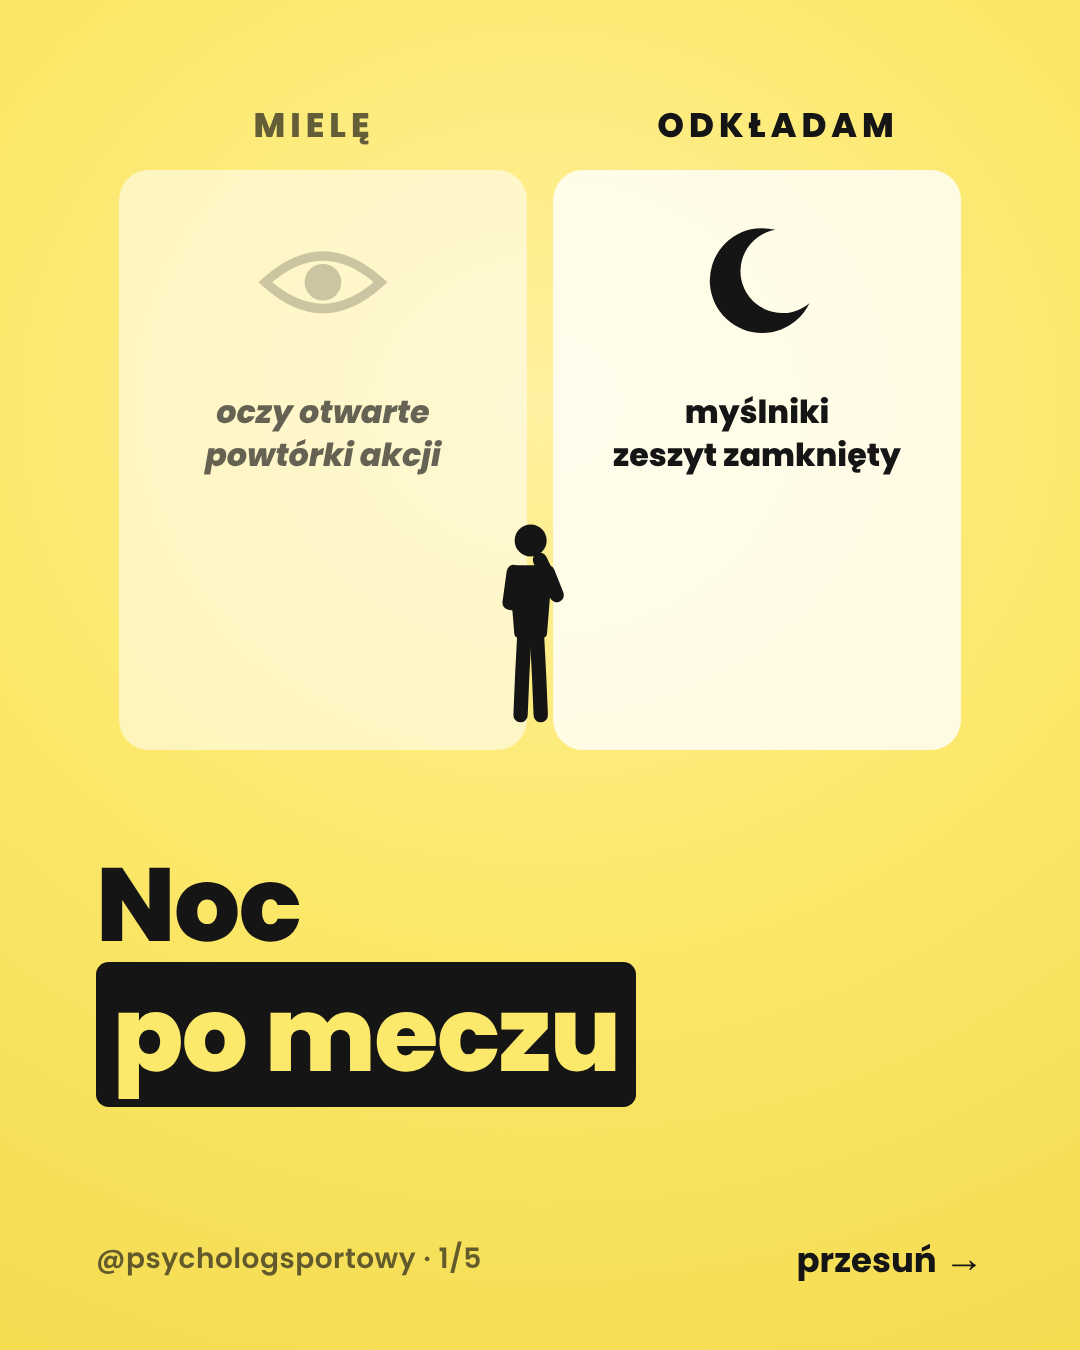 MIELĘ
ODKŁADAM
oczy otwarte
powtórki akcji
myślniki
zeszyt zamknięty
Noc
po meczu
@psychologsportowy · 1/5
przesuń →